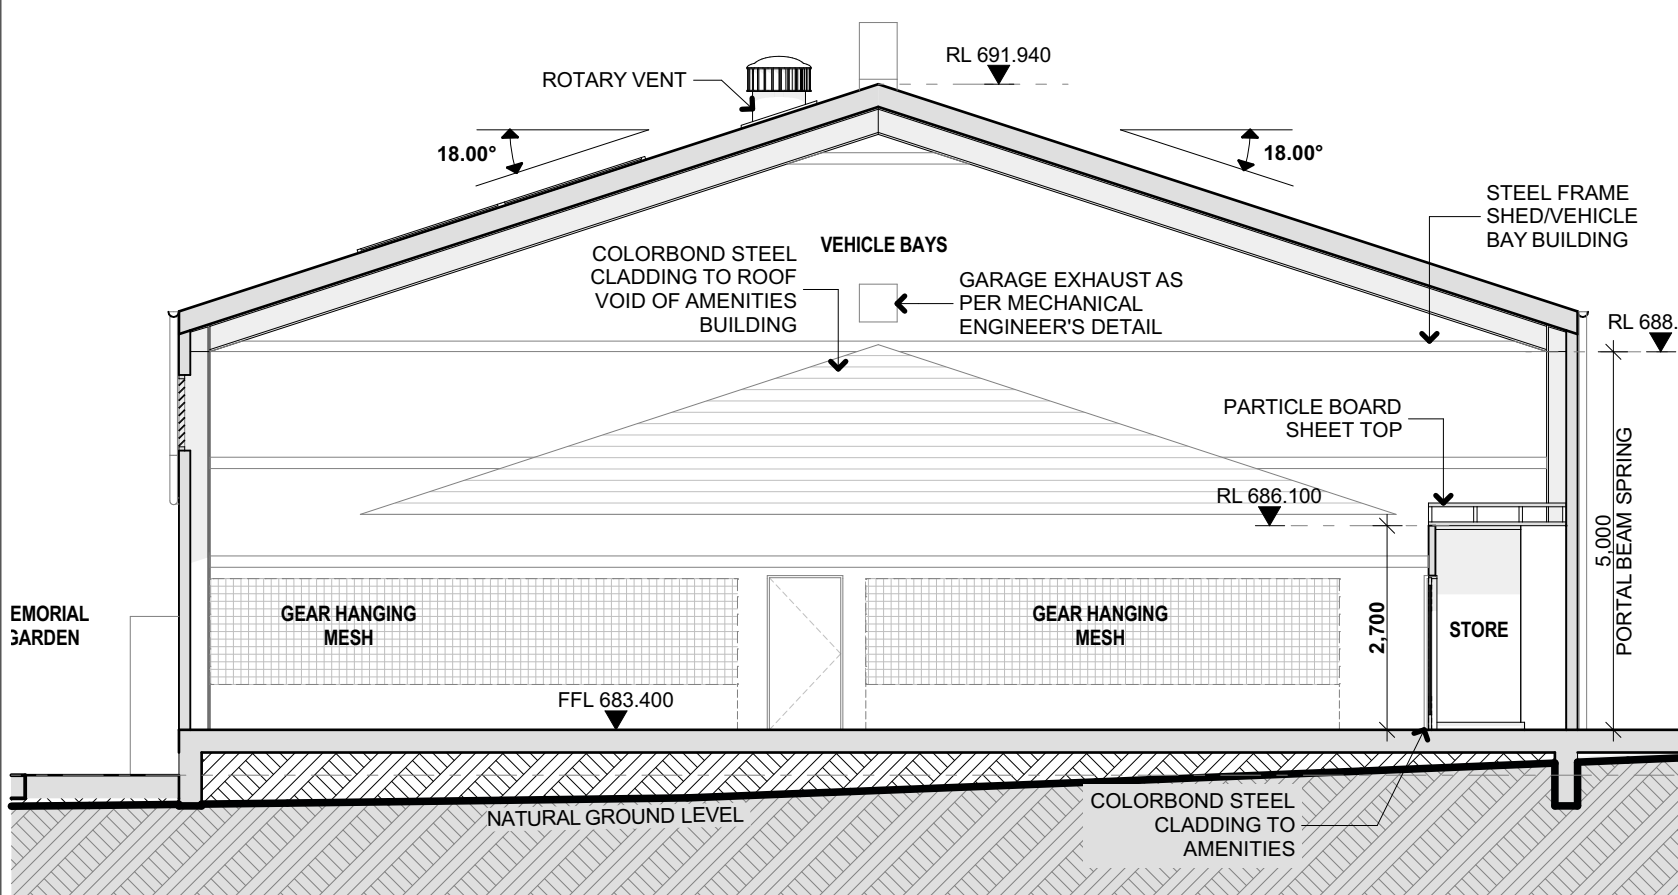 RL 691.940
ROTARY VENT
18.00°
18.00°
STEEL FRAME
SHED/VEHICLE
BAY BUILDING
VEHICLE BAYS
COLORBOND STEEL
CLADDING TO ROOF
VOID OF AMENITIES
BUILDING
GARAGE EXHAUST AS
PER MECHANICAL
ENGINEER'S DETAIL
RL 688.
PARTICLE BOARD
SHEET TOP
RL 686.100
5,000
PORTAL BEAM SPRING
2,700
EMORIAL
GARDEN
GEAR HANGING
MESH
GEAR HANGING
MESH
STORE
FFL 683.400
NATURAL GROUND LEVEL
COLORBOND STEEL
CLADDING TO
AMENITIES